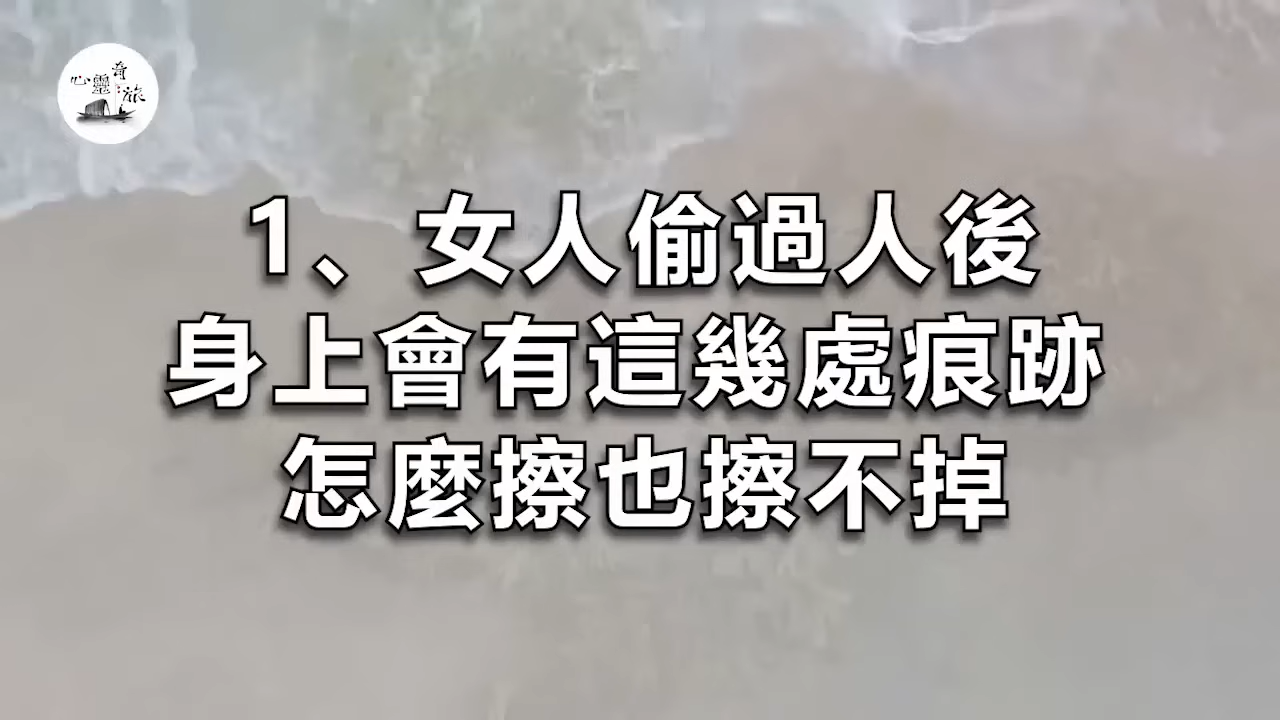 心靈奇旅
1、女人偷過人後
身上會有這幾處痕跡
怎麼擦也擦不掉